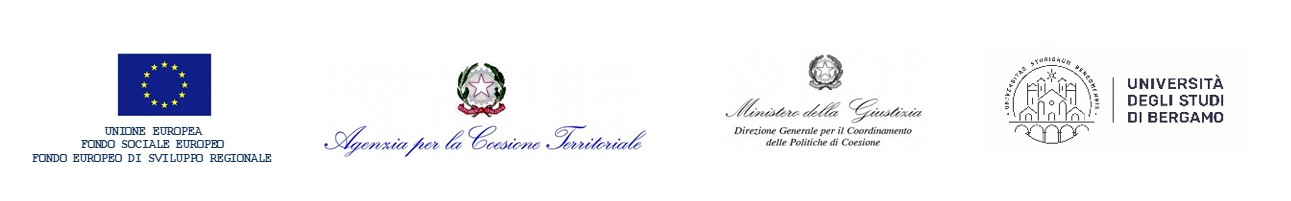 UNIONE EUROPEA
FONDO SOCIALE EUROPEO
FONDO EUROPEO DI SVILUPPO REGIONALE
Agenzia per la Coesione Territoriale
Ministero della Giustizia
Direzione Generale per il Coordinamento
delle Politiche di Coesione
UNIVERSITÀ
DEGLI STUDI
DI BERGAMO